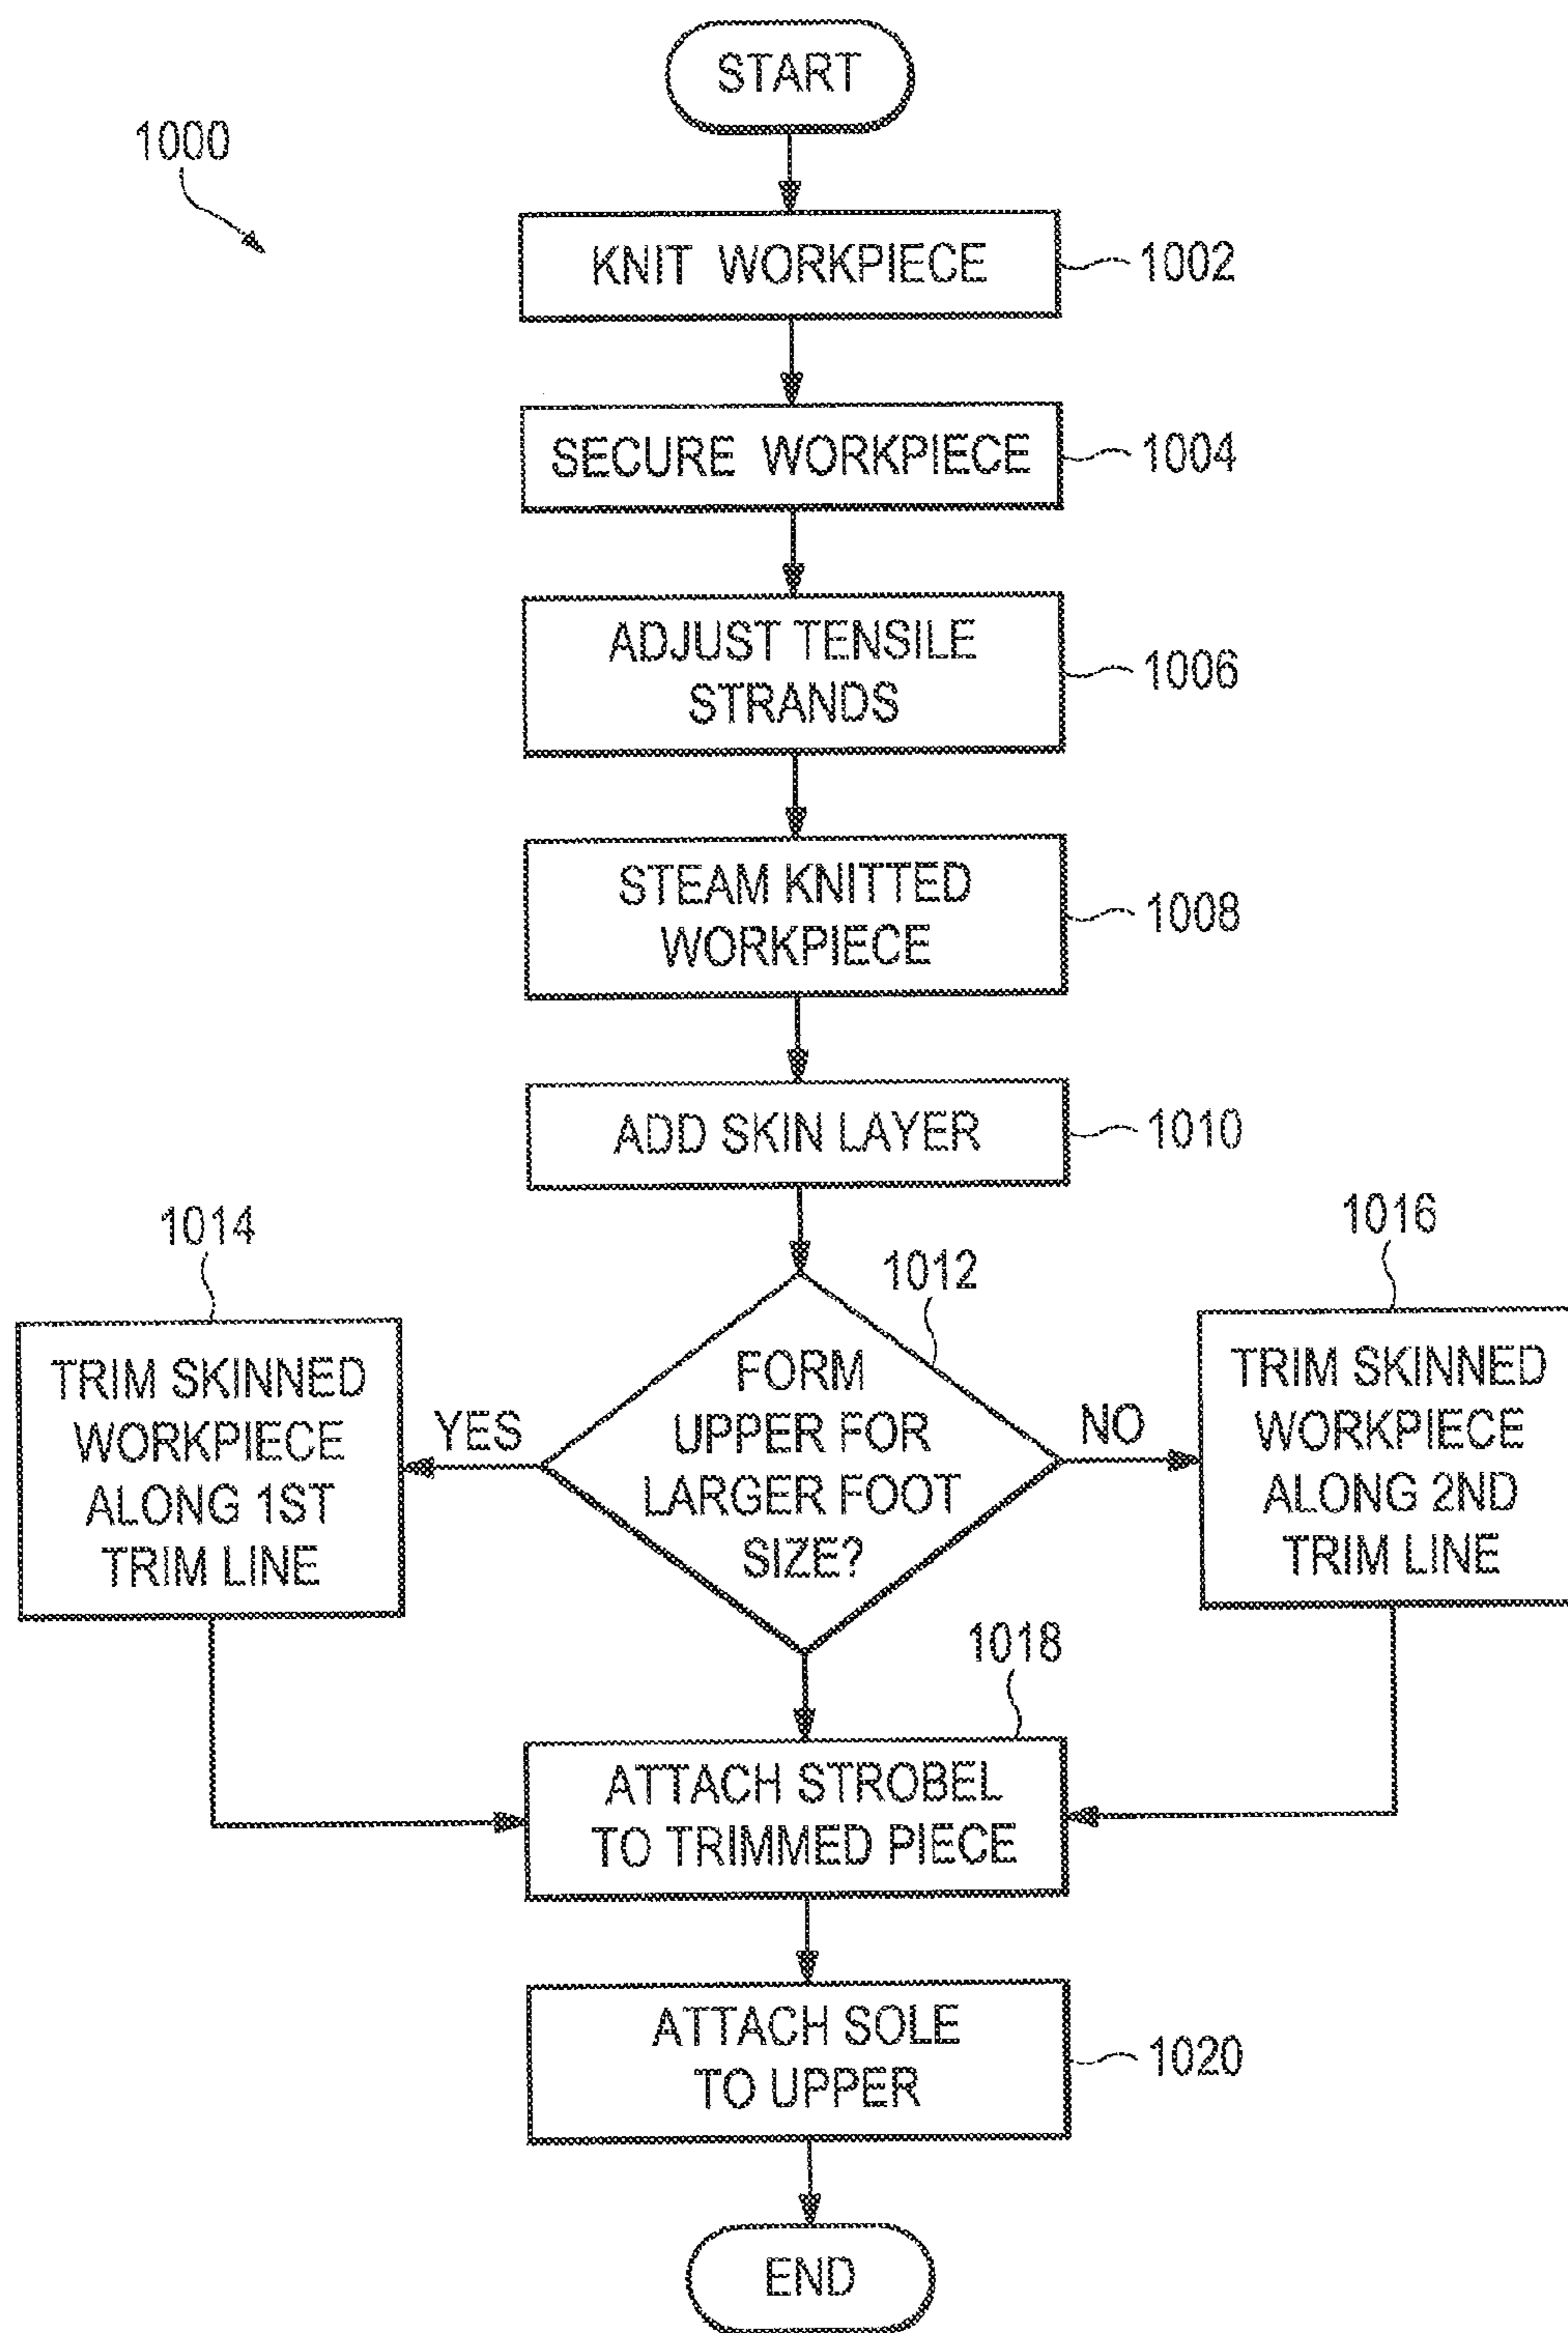 START
1000
KNIT WORKPIECE
1002
SECURE WORKPIECE
1004
ADJUST TENSILE
STRANDS
1006
STEAM KNITTED
WORKPIECE
1008
ADD SKIN LAYER
1010
1014
1012
1016
TRIM SKINNED
WORKPIECE
ALONG 1ST
TRIM LINE
YES
FORM
UPPER FOR
LARGER FOOT
SIZE?
NO
TRIM SKINNED
WORKPIECE
ALONG 2ND
TRIM LINE
1018
ATTACH STROBEL
TO TRIMMED PIECE
ATTACH SOLE
TO UPPER
1020
END